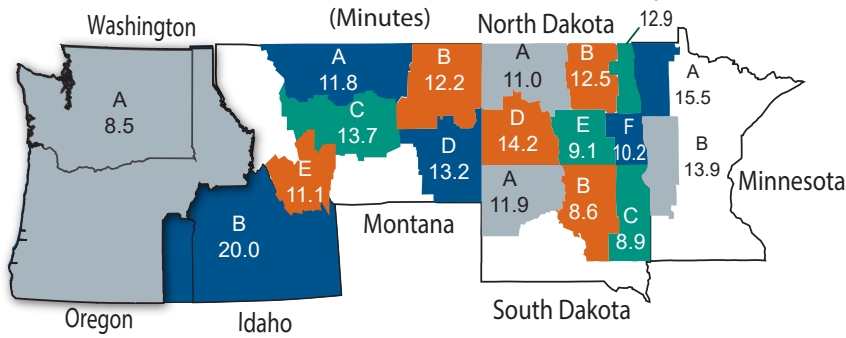 (Minutes)
Washington
North Dakota
12.9
A
8.5
A
11.8
B
12.2
A
11.0
B
12.5
A
15.5
C
13.7
D
14.2
E
9.1
F
10.2
B
13.9
D
13.2
E
11.1
A
11.9
B
8.6
C
8.9
Minnesota
B
20.0
Montana
South Dakota
Oregon
Idaho